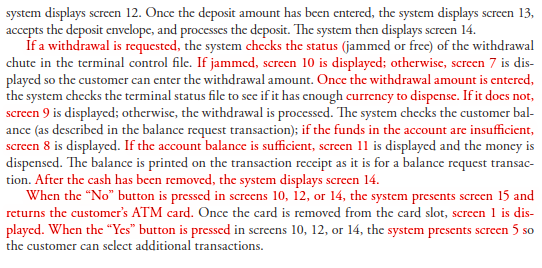 system displays screen 12. Once the deposit amount has been entered, the system displays screen 13,
accepts the deposit envelope, and processes the deposit. The system then displays screen 14.
If a withdrawal is requested, the system checks the status (jammed or free) of the withdrawal
chute in the terminal control file. If jammed, screen 10 is displayed; otherwise, screen 7 is dis-
played so the customer can enter the withdrawal amount. Once the withdrawal amount is entered,
the system checks the terminal status file to see if it has enough currency to dispense. If it does not,
screen 9 is displayed; otherwise, the withdrawal is processed. The system checks the customer bal-
ance (as described in the balance request transaction); if the funds in the account are insufficient,
screen 8 is displayed. If the account balance is sufficient, screen 11 is displayed and the money is
dispensed. The balance is printed on the transaction receipt as it is for a balance request transac-
tion. After the cash has been removed, the system displays screen 14.
When the “No” button is pressed in screens 10, 12, or 14, the system presents screen 15 and
returns the customer’s ATM card. Once the card is removed from the card slot, screen 1 is dis-
played. When the “Yes” button is pressed in screens 10, 12, or 14, the system presents screen 5 so
the customer can select additional transactions.